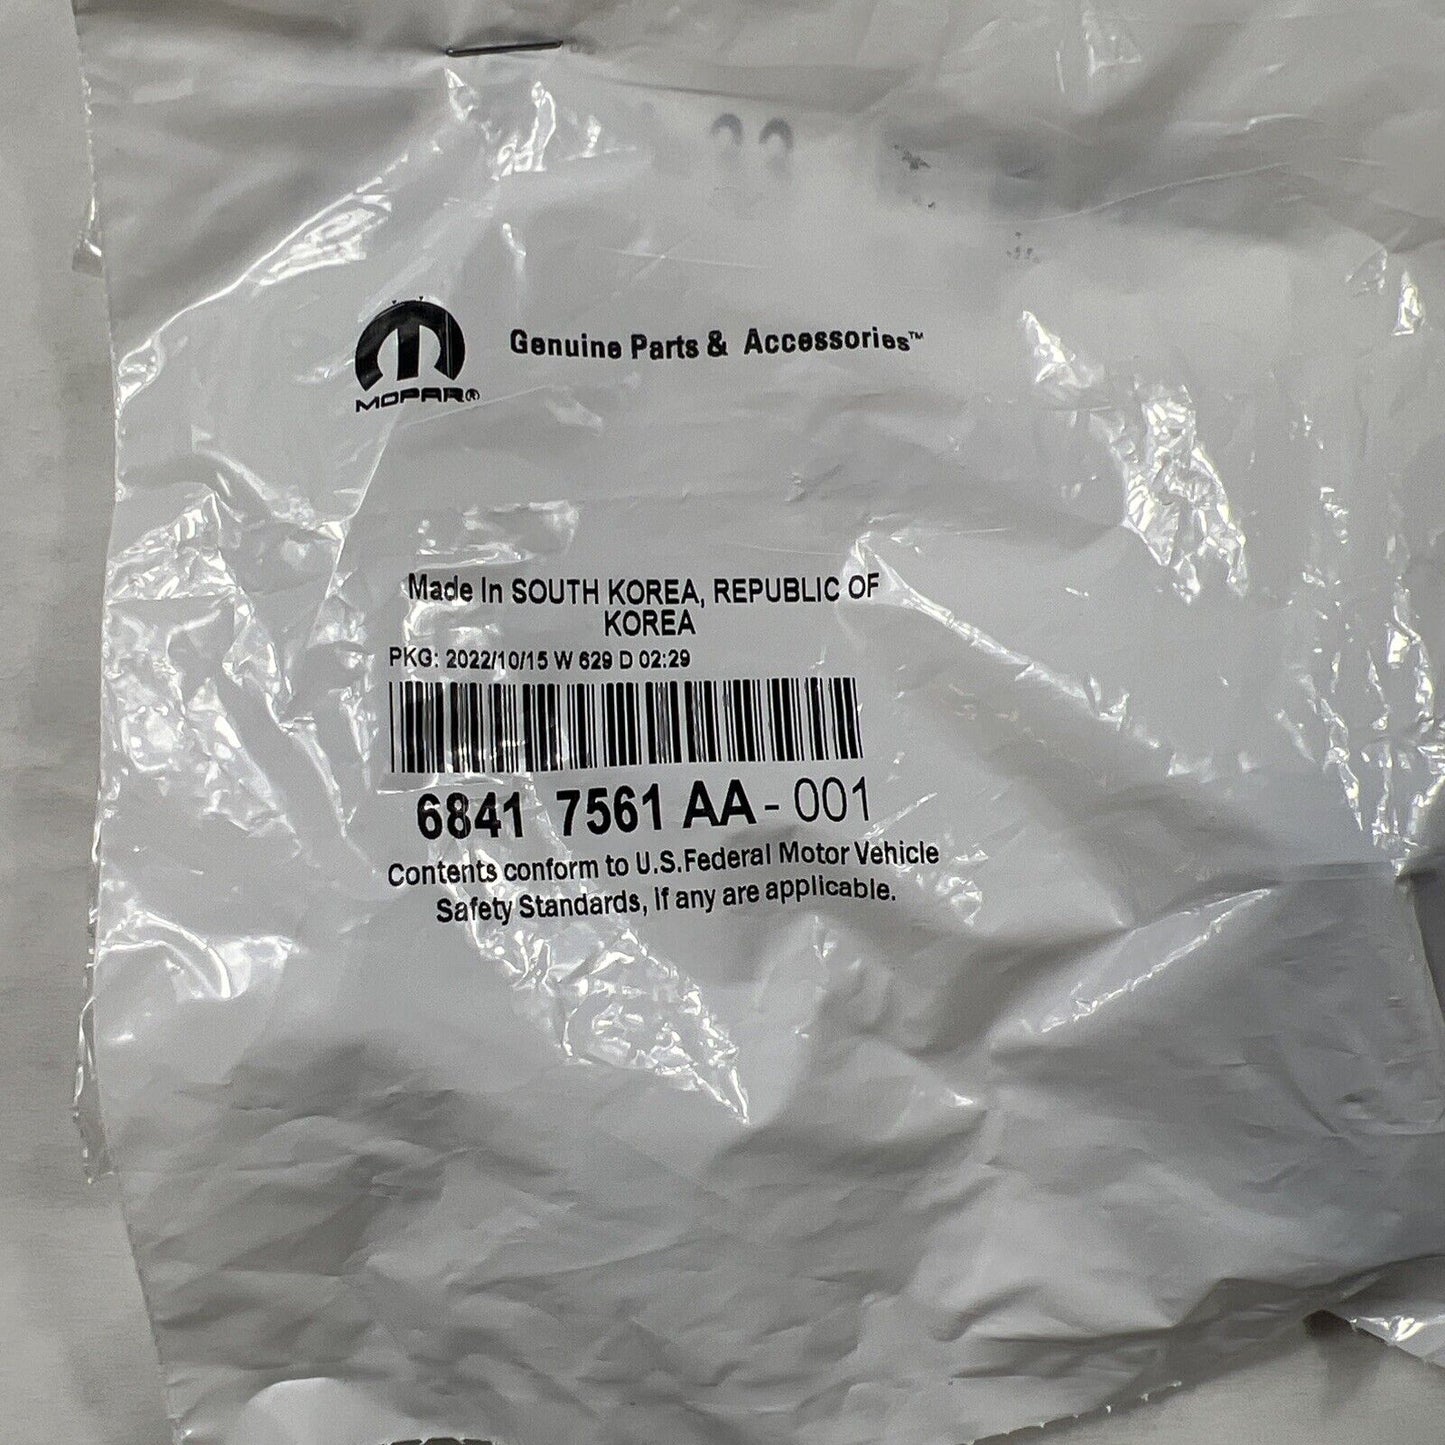 MOPAR®
Genuine Parts & Accessories™
Made In SOUTH KOREA, REPUBLIC OF
KOREA
PKG: 2022/10/15 W 629 D 02:29
6841 7561 AA - 001
Contents conform to U.S.Federal Motor Vehicle
Safety Standards, If any are applicable.